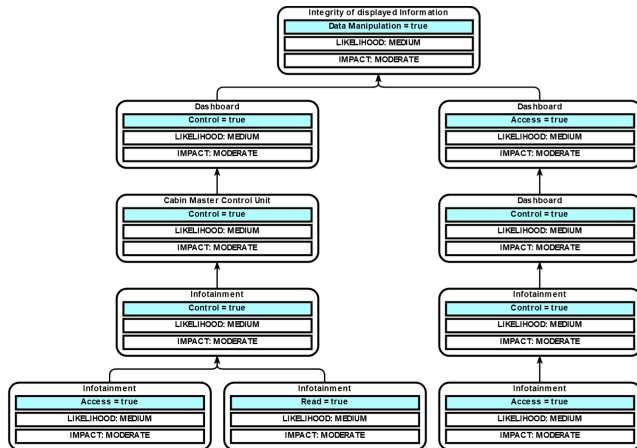 Integrity of displayed Information
Data Manipulation = true
LIKELIHOOD: MEDIUM
IMPACT: MODERATE
Dashboard
Control = true
LIKELIHOOD: MEDIUM
IMPACT: MODERATE
Dashboard
Access = true
LIKELIHOOD: MEDIUM
IMPACT: MODERATE
Cabin Master Control Unit
Control = true
LIKELIHOOD: MEDIUM
IMPACT: MODERATE
Dashboard
Control = true
LIKELIHOOD: MEDIUM
IMPACT: MODERATE
Infotainment
Control = true
LIKELIHOOD: MEDIUM
IMPACT: MODERATE
Infotainment
Control = true
LIKELIHOOD: MEDIUM
IMPACT: MODERATE
Infotainment
Access = true
LIKELIHOOD: MEDIUM
IMPACT: MODERATE
Infotainment
Read = true
LIKELIHOOD: MEDIUM
IMPACT: MODERATE
Infotainment
Access = true
LIKELIHOOD: MEDIUM
IMPACT: MODERATE